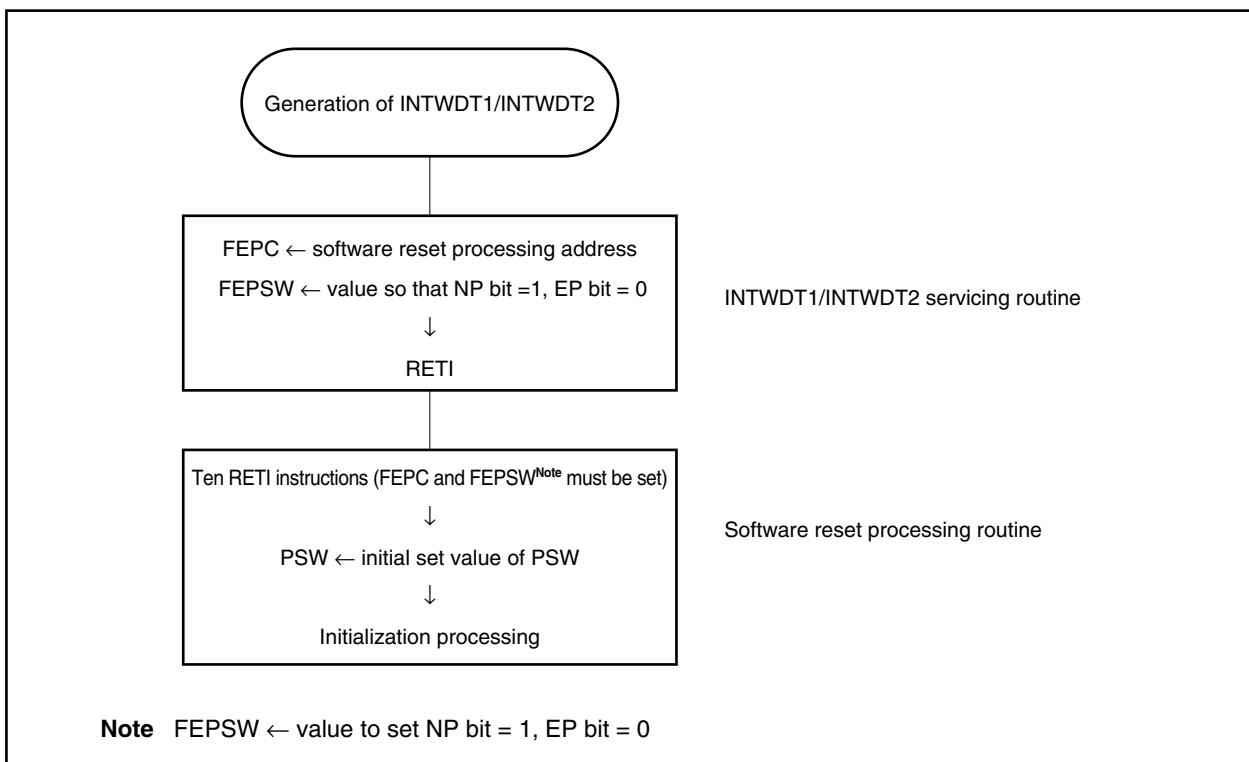 Generation of INTWDT1/INTWDT2
FEPC ← software reset processing address
FEPSW ← value so that NP bit =1, EP bit = 0
↓
RETI
INTWDT1/INTWDT2 servicing routine
Ten RETI instructions (FEPC and FEPSWNote must be set)
↓
PSW ← initial set value of PSW
↓
Initialization processing
Software reset processing routine
Note FEPSW ← value to set NP bit = 1, EP bit = 0